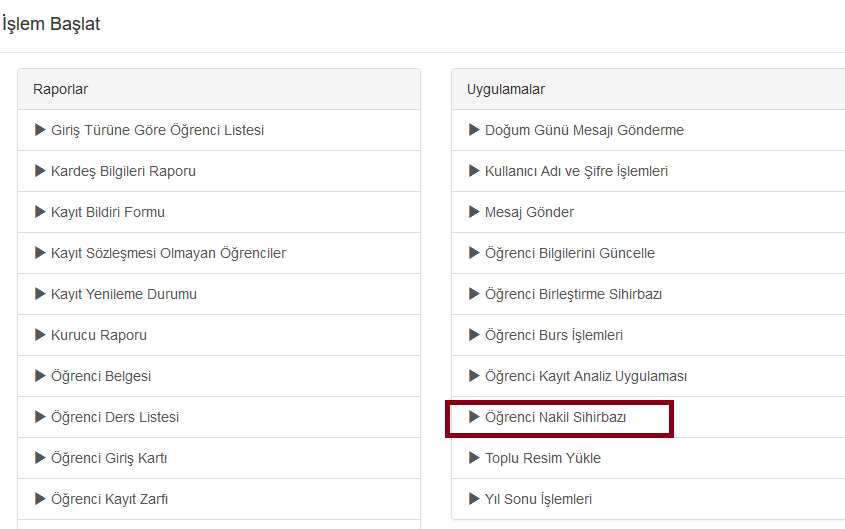 İşlem Başlat
Raporlar
Giriş Türüne Göre Öğrenci Listesi
Kardeş Bilgileri Raporu
Kayıt Bildiri Formu
Kayıt Sözleşmesi Olmayan Öğrenciler
Kayıt Yenileme Durumu
Kurucu Raporu
Öğrenci Belgesi
Öğrenci Ders Listesi
Öğrenci Giriş Kartı
Öğrenci Kayıt Zarfı
Uygulamalar
Doğum Günü Mesajı Gönderme
Kullanıcı Adı ve Şifre İşlemleri
Mesaj Gönder
Öğrenci Bilgilerini Güncelle
Öğrenci Birleştirme Sihirbazı
Öğrenci Burs İşlemleri
Öğrenci Kayıt Analiz Uygulaması
Öğrenci Nakil Sihirbazı
Toplu Resim Yükle
Yıl Sonu İşlemleri